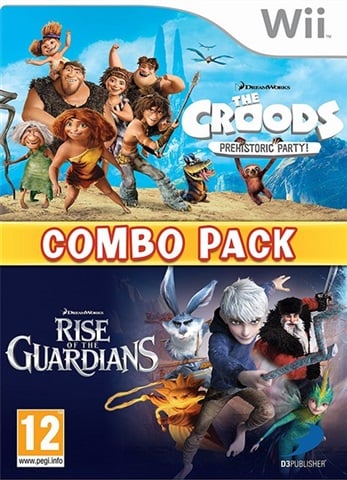 Wii
DREAMWORKS
THE
CROODS
PREHISTORIC PARTY!
COMBO PACK
DREAMWORKS
RISE
OF THE
GUARDIANS
12
www.pegi.info
D3PUBLISHER